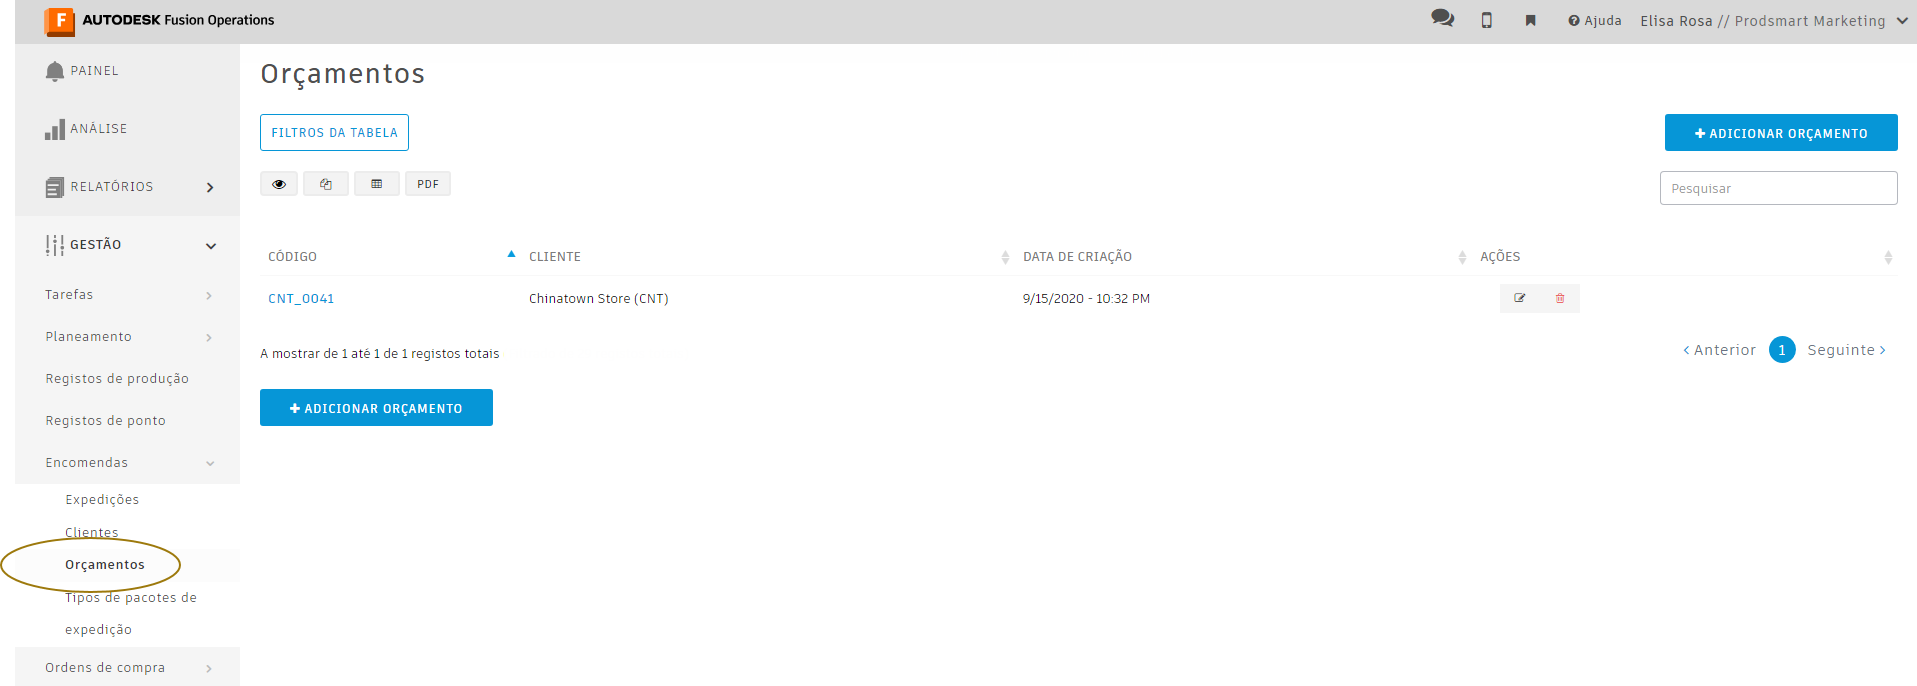 F AUTODESK Fusion Operations
Ajuda Elisa Rosa // Prodsmart Marketing
PAINEL
ANÁLISE
RELATÓRIOS
GESTÃO
Tarefas
Planeamento
Registos de produção
Registos de ponto
Encomendas
Expedições
Clientes
Orçamentos
Tipos de pacotes de
expedição
Ordens de compra
Orçamentos
FILTROS DA TABELA
+ ADICIONAR ORÇAMENTO
PDF
Pesquisar
CÓDIGO CLIENTE DATA DE CRIAÇÃO AÇÕES
CNT_0041 Chinatown Store (CNT) 9/15/2020 - 10:32 PM
A mostrar de 1 até 1 de 1 registos totais
‹ Anterior 1 Seguinte ›
+ ADICIONAR ORÇAMENTO